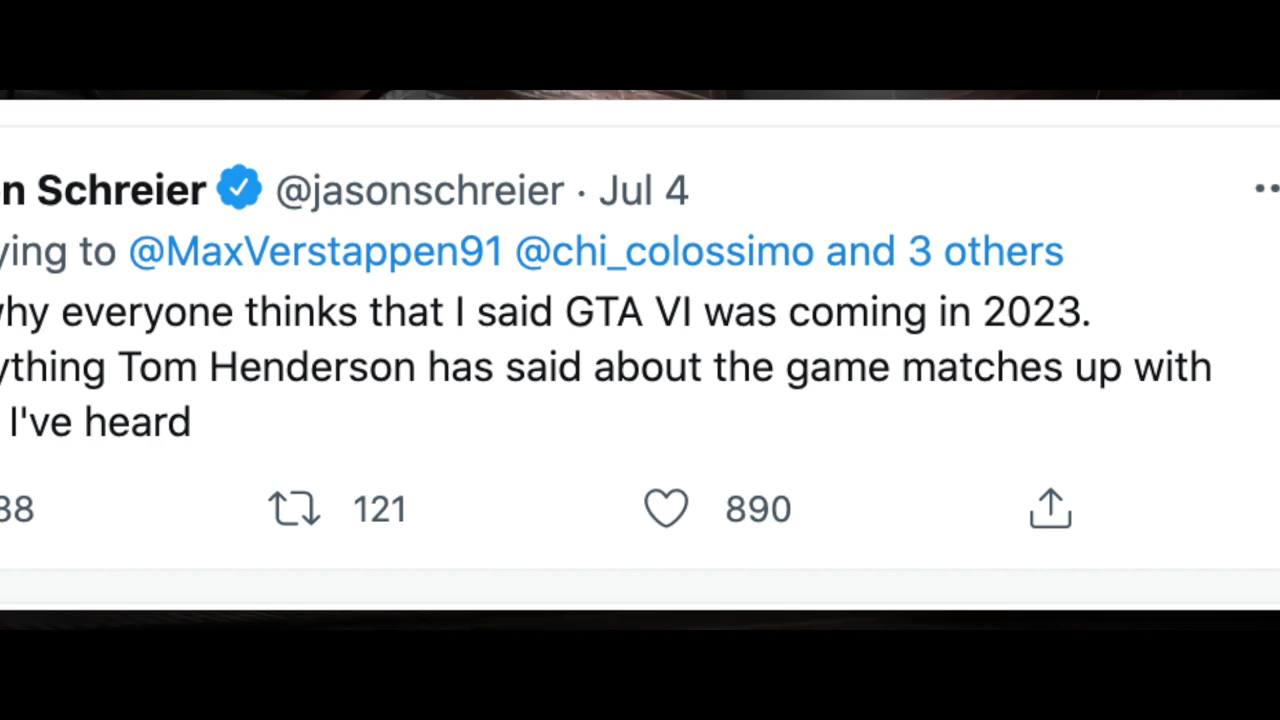 n Schreier @jasonschreier · Jul 4
ying to @MaxVerstappen91 @chi_colossimo and 3 others
why everyone thinks that I said GTA VI was coming in 2023.
ything Tom Henderson has said about the game matches up with
I've heard
38 121 890